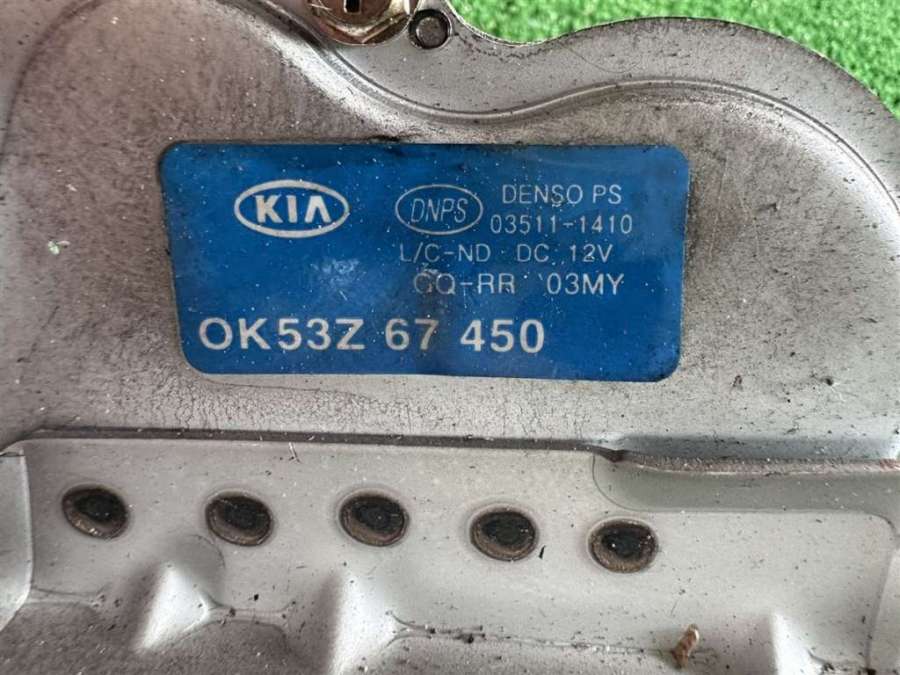 KIA
DNPS
DENSO PS
03511-1410
L/C-ND DC 12V
GQ-RR '03MY
OK53Z 67 450